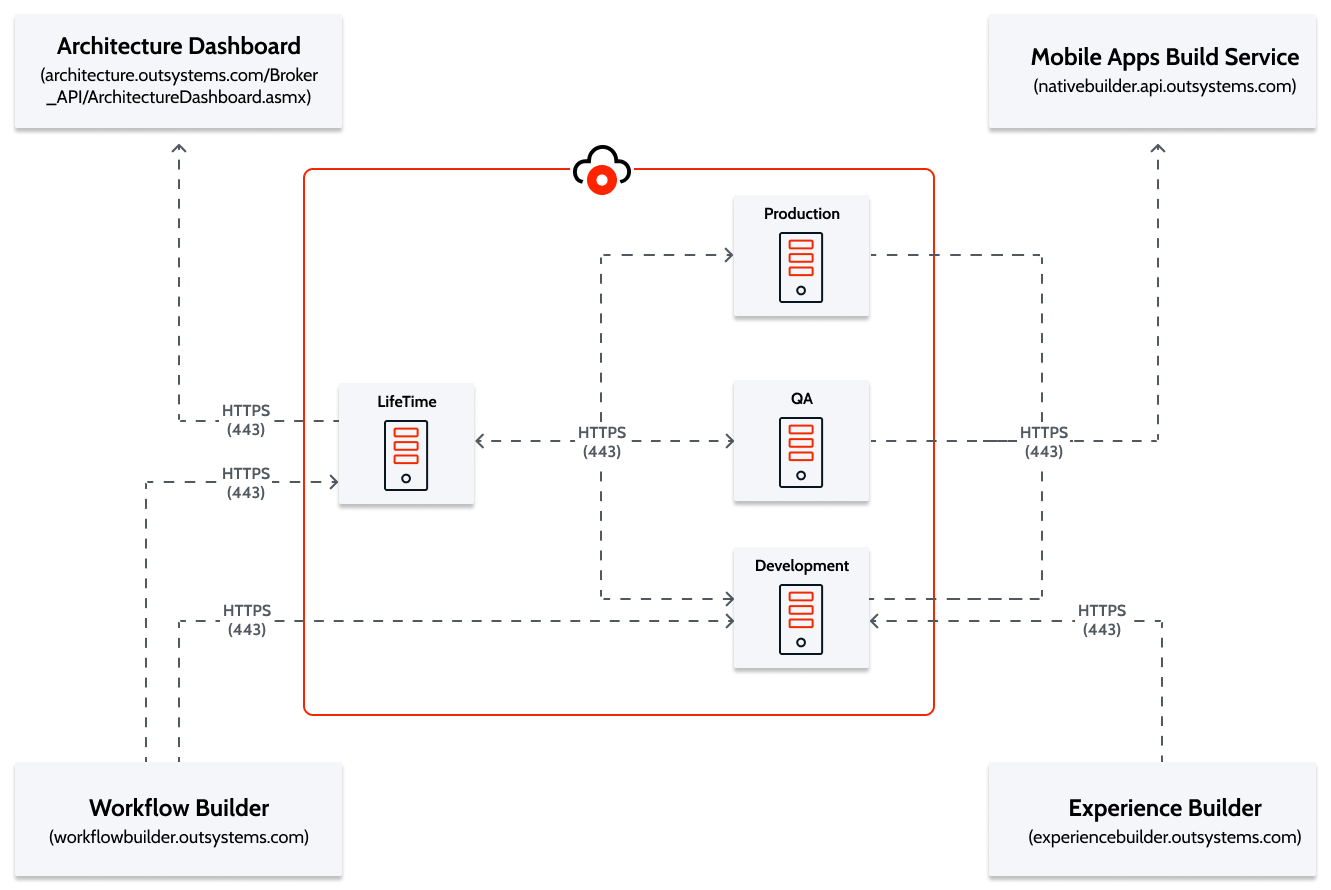 Architecture Dashboard
(architecture.outsystems.com/Broker
_API/ArchitectureDashboard.asmx)
Mobile Apps Build Service
(nativebuilder.api.outsystems.com)
Production
LifeTime
QA
HTTPS
(443)
HTTPS
(443)
HTTPS
(443)
HTTPS
(443)
Development
HTTPS
(443)
HTTPS
(443)
Workflow Builder
(workflowbuilder.outsystems.com)
Experience Builder
(experiencebuilder.outsystems.com)